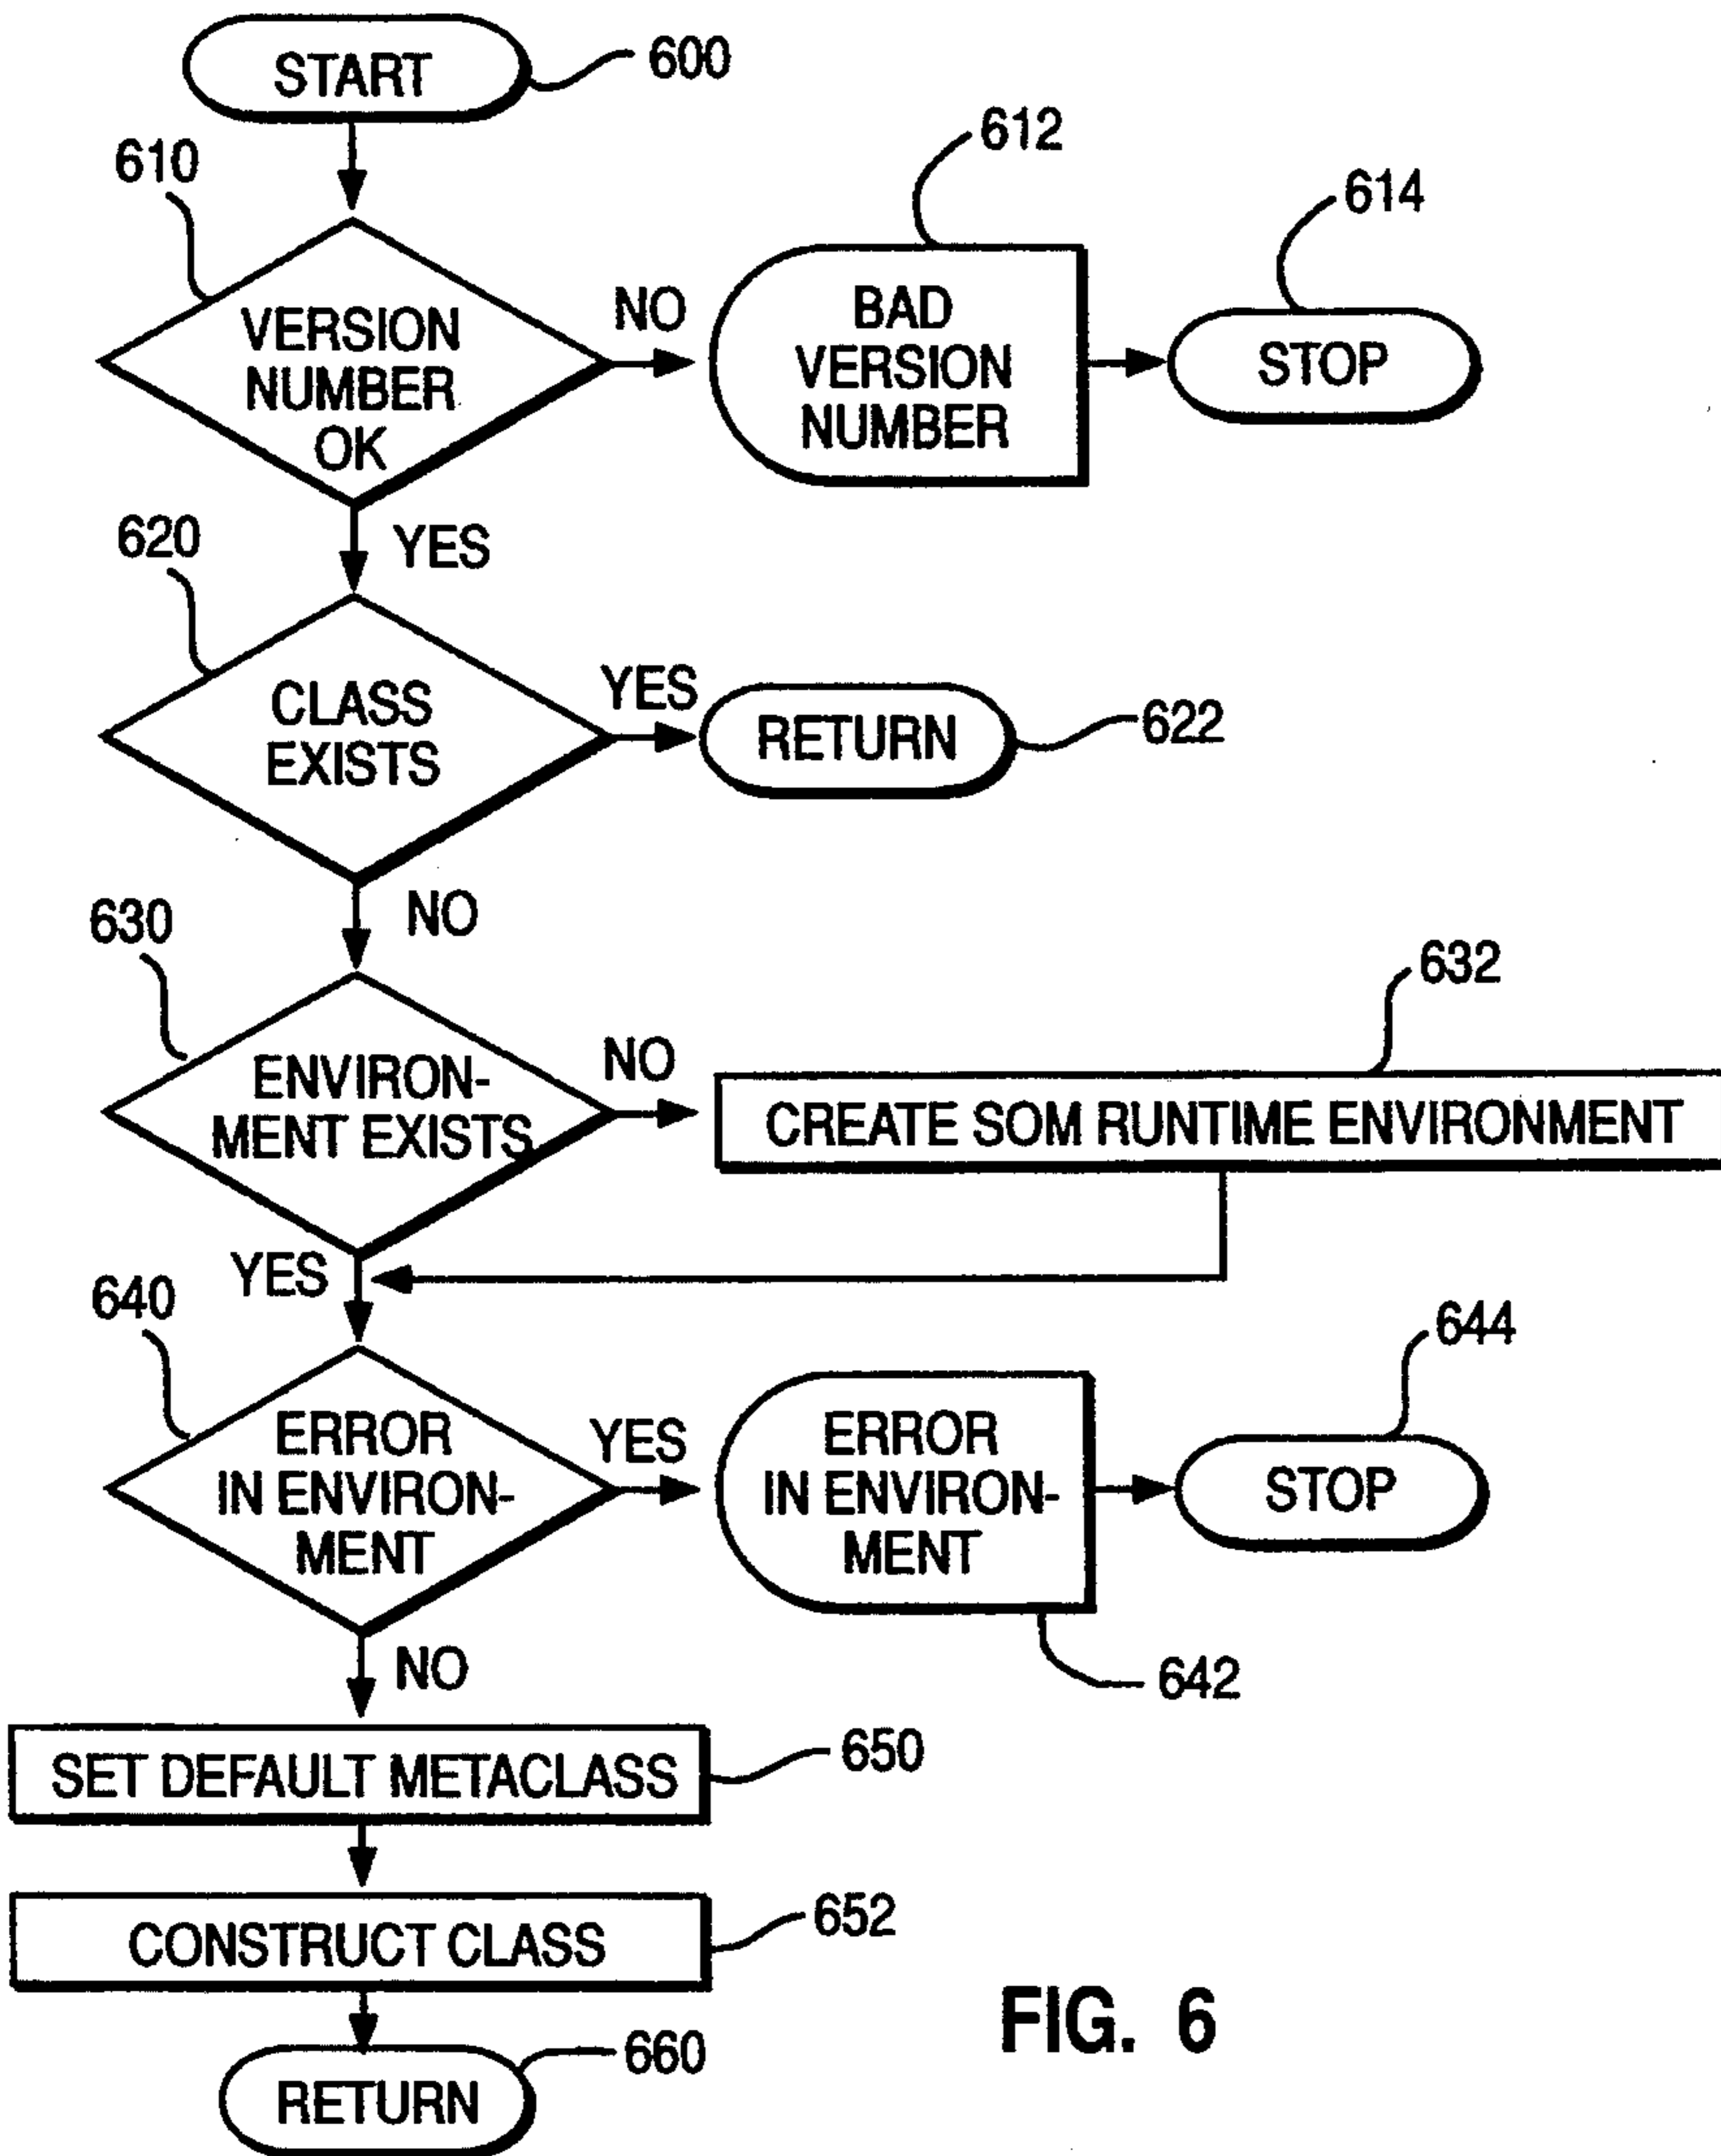 START
600
610
612
614
VERSION
NUMBER
OK
NO
BAD
VERSION
NUMBER
STOP
YES
620
CLASS
EXISTS
YES
RETURN
622
NO
630
632
ENVIRON-
MENT EXISTS
NO
CREATE SOM RUNTIME ENVIRONMENT
YES
640
644
ERROR
IN ENVIRON-
MENT
YES
ERROR
IN ENVIRON-
MENT
STOP
642
NO
SET DEFAULT METACLASS
650
CONSTRUCT CLASS
652
RETURN
660
FIG. 6